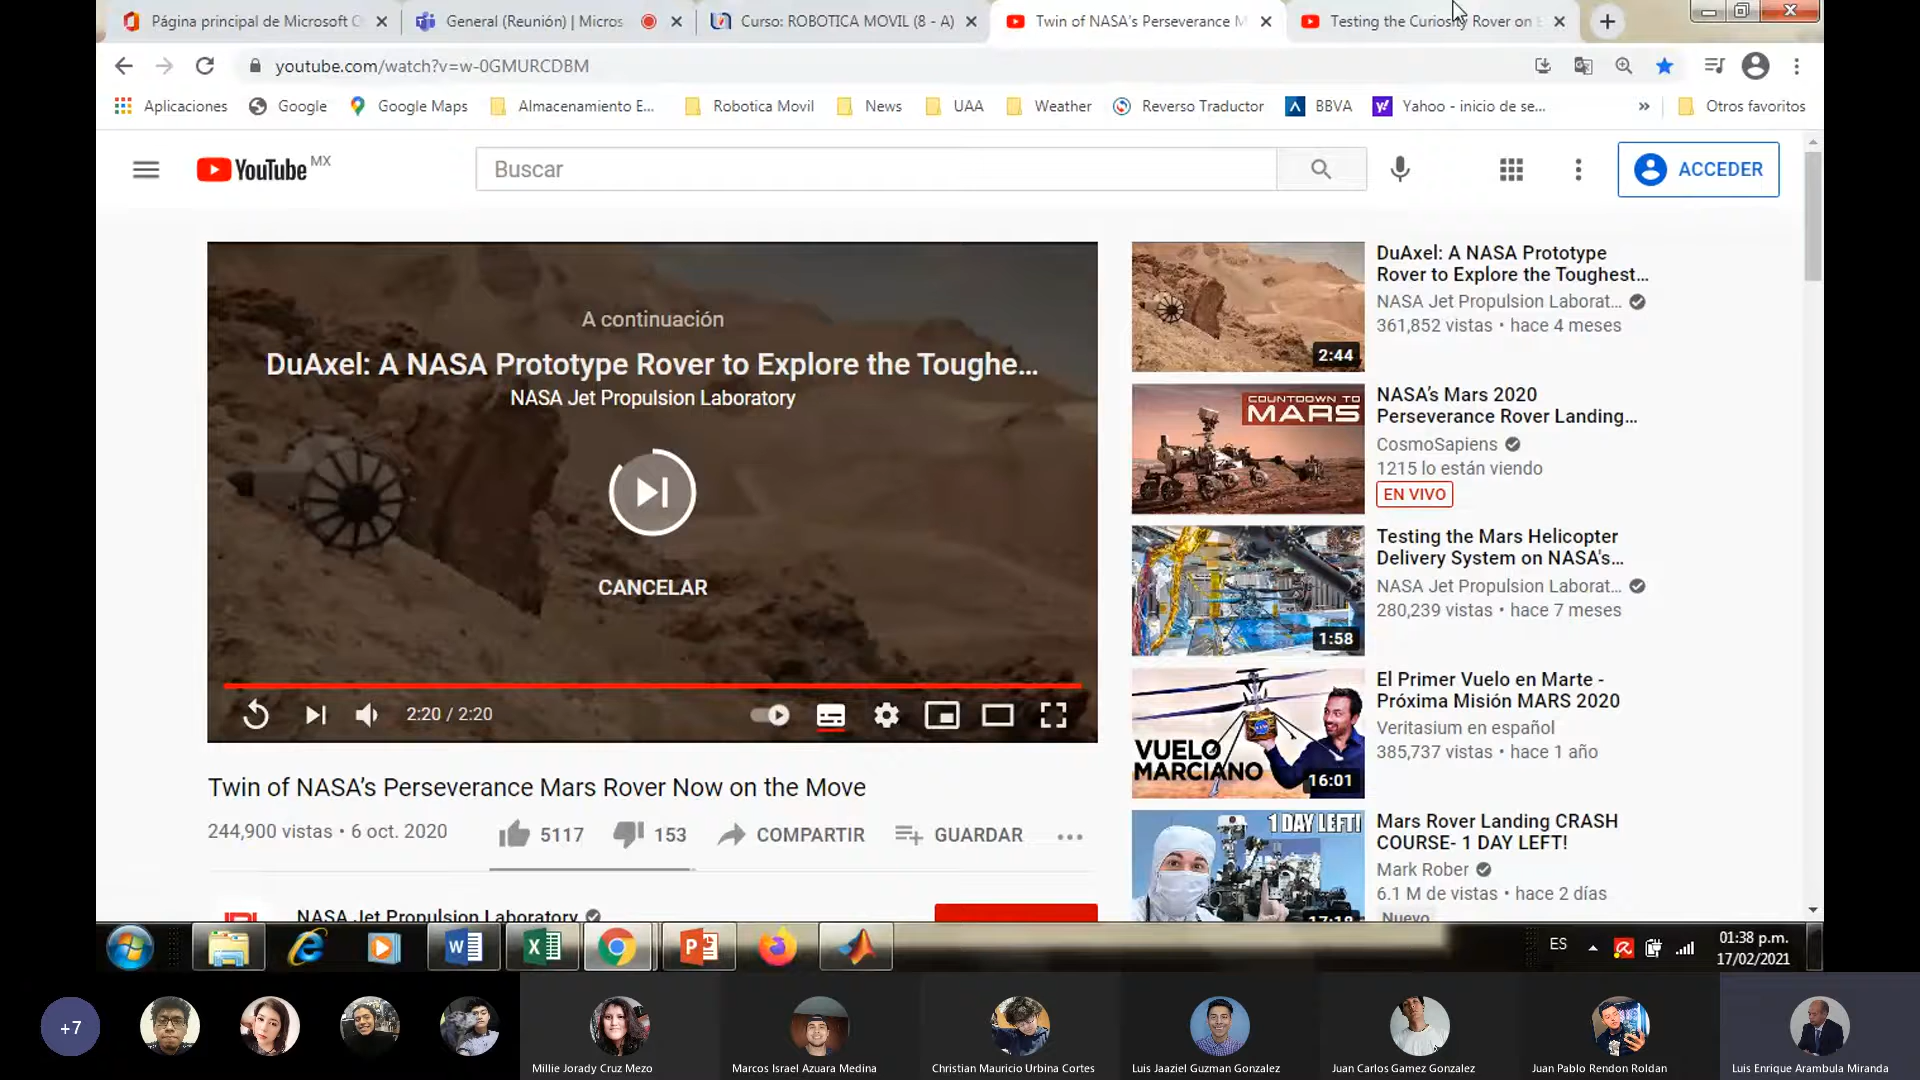 Página principal de Microsoft O
General (Reunión) | Micros
Curso: ROBOTICA MOVIL (8 - A)
Twin of NASA's Perseverance M
Testing the Curiosity Rover on E
youtube.com/watch?v=w-0GMURCDBM
Aplicaciones
Google
Google Maps
Almacenamiento E...
Robotica Movil
News
UAA
Weather
Reverso Traductor
BBVA
Yahoo - inicio de se...
»
Otros favoritos
YouTube MX
Buscar
ACCEDER
A continuación
DuAxel: A NASA Prototype Rover to Explore the Toughe...
NASA Jet Propulsion Laboratory
CANCELAR
2:20 / 2:20
Twin of NASA's Perseverance Mars Rover Now on the Move
244,900 vistas • 6 oct. 2020
5117
153
COMPARTIR
GUARDAR
NASA Jet Propulsion Laboratory
DuAxel: A NASA Prototype
Rover to Explore the Toughest...
NASA Jet Propulsion Laborat...
361,852 vistas • hace 4 meses
2:44
COUNTDOWN TO
MARS
NASA's Mars 2020
Perseverance Rover Landing...
CosmoSapiens
1215 lo están viendo
EN VIVO
Testing the Mars Helicopter
Delivery System on NASA's...
NASA Jet Propulsion Laborat...
280,239 vistas • hace 7 meses
1:58
VUELO
MARCIANO
16:01
El Primer Vuelo en Marte -
Próxima Misión MARS 2020
Veritasium en español
385,737 vistas • hace 1 año
1 DAY LEFT!
17:18
Mars Rover Landing CRASH
COURSE- 1 DAY LEFT!
Mark Rober
6.1 M de vistas • hace 2 días
Nuevo
ES
01:38 p.m.
17/02/2021
+7
Millie Jorady Cruz Mezo
Marcos Israel Azuara Medina
Christian Mauricio Urbina Cortes
Luis Jaaziel Guzman Gonzalez
Juan Carlos Gamez Gonzalez
Juan Pablo Rendon Roldan
Luis Enrique Arambula Miranda